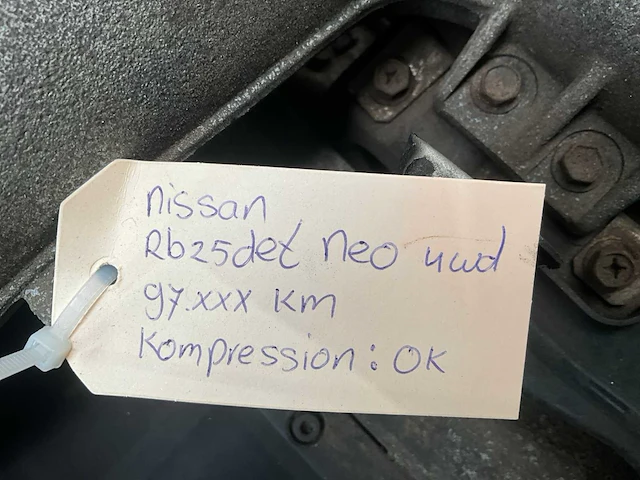 nissan
Rb25det neo 4wd
97.xxx km
Kompression: OK